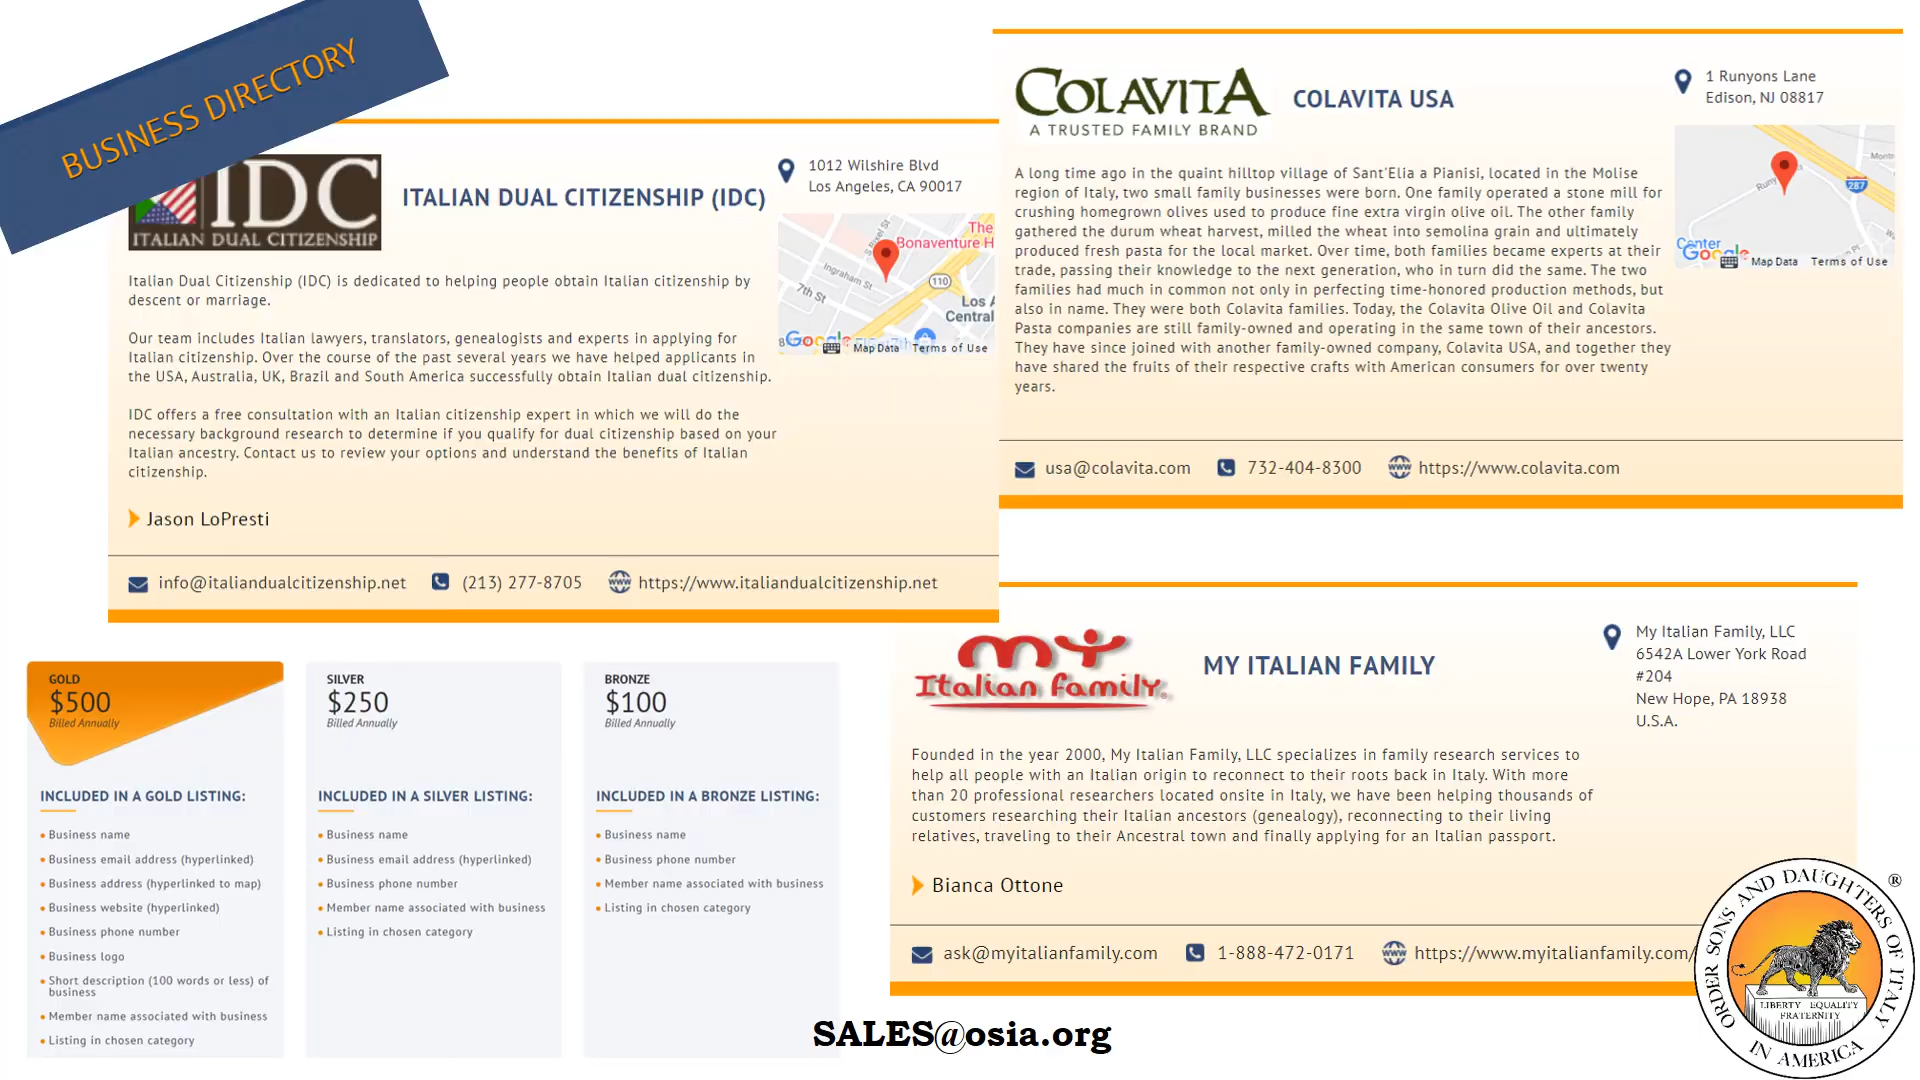 BUSINESS DIRECTORY
IDC
ITALIAN DUAL CITIZENSHIP
ITALIAN DUAL CITIZENSHIP (IDC)
1012 Wilshire Blvd
Los Angeles, CA 90017
The
Bonaventure H
Ingraham St
7th St
110
Los A
Central
Google
Map Data
Terms of Use
Italian Dual Citizenship (IDC) is dedicated to helping people obtain Italian citizenship by
descent or marriage.
Our team includes Italian lawyers, translators, genealogists and experts in applying for
Italian citizenship. Over the course of the past several years we have helped applicants in
the USA, Australia, UK, Brazil and South America successfully obtain Italian dual citizenship.
IDC offers a free consultation with an Italian citizenship expert in which we will do the
necessary background research to determine if you qualify for dual citizenship based on your
Italian ancestry. Contact us to review your options and understand the benefits of Italian
citizenship.
Jason LoPresti
info@italiandualcitizenship.net
(213) 277-8705
https://www.italiandualcitizenship.net
COLAVITA
A TRUSTED FAMILY BRAND
COLAVITA USA
1 Runyons Lane
Edison, NJ 08817
287
Center
Google
Map Data
Terms of Use
A long time ago in the quaint hilltop village of Sant'Elia a Pianisi, located in the Molise
region of Italy, two small family businesses were born. One family operated a stone mill for
crushing homegrown olives used to produce fine extra virgin olive oil. The other family
gathered the durum wheat harvest, milled the wheat into semolina grain and ultimately
produced fresh pasta for the local market. Over time, both families became experts at their
trade, passing their knowledge to the next generation, who in turn did the same. The two
families had much in common not only in perfecting time-honored production methods, but
also in name. They were both Colavita families. Today, the Colavita Olive Oil and Colavita
Pasta companies are still family-owned and operating in the same town of their ancestors.
They have since joined with another family-owned company, Colavita USA, and together they
have shared the fruits of their respective crafts with American consumers for over twenty
years.
usa@colavita.com
732-404-8300
https://www.colavita.com
GOLD
$500
Billed Annually
INCLUDED IN A GOLD LISTING:
• Business name
• Business email address (hyperlinked)
• Business address (hyperlinked to map)
• Business website (hyperlinked)
• Business phone number
• Business logo
• Short description (100 words or less) of
business
• Member name associated with business
• Listing in chosen category
SILVER
$250
Billed Annually
INCLUDED IN A SILVER LISTING:
• Business name
• Business email address (hyperlinked)
• Business phone number
• Member name associated with business
• Listing in chosen category
BRONZE
$100
Billed Annually
INCLUDED IN A BRONZE LISTING:
• Business name
• Business phone number
• Member name associated with business
• Listing in chosen category
my
Italian family®
MY ITALIAN FAMILY
My Italian Family, LLC
6542A Lower York Road
#204
New Hope, PA 18938
U.S.A.
Founded in the year 2000, My Italian Family, LLC specializes in family research services to
help all people with an Italian origin to reconnect to their roots back in Italy. With more
than 20 professional researchers located onsite in Italy, we have been helping thousands of
customers researching their Italian ancestors (genealogy), reconnecting to their living
relatives, traveling to their Ancestral town and finally applying for an Italian passport.
Bianca Ottone
ask@myitalianfamily.com
1-888-472-0171
https://www.myitalianfamily.com/
SALES@osia.org
ORDER SONS AND DAUGHTERS OF ITALY
IN AMERICA
®
LIBERTY EQUALITY
FRATERNITY